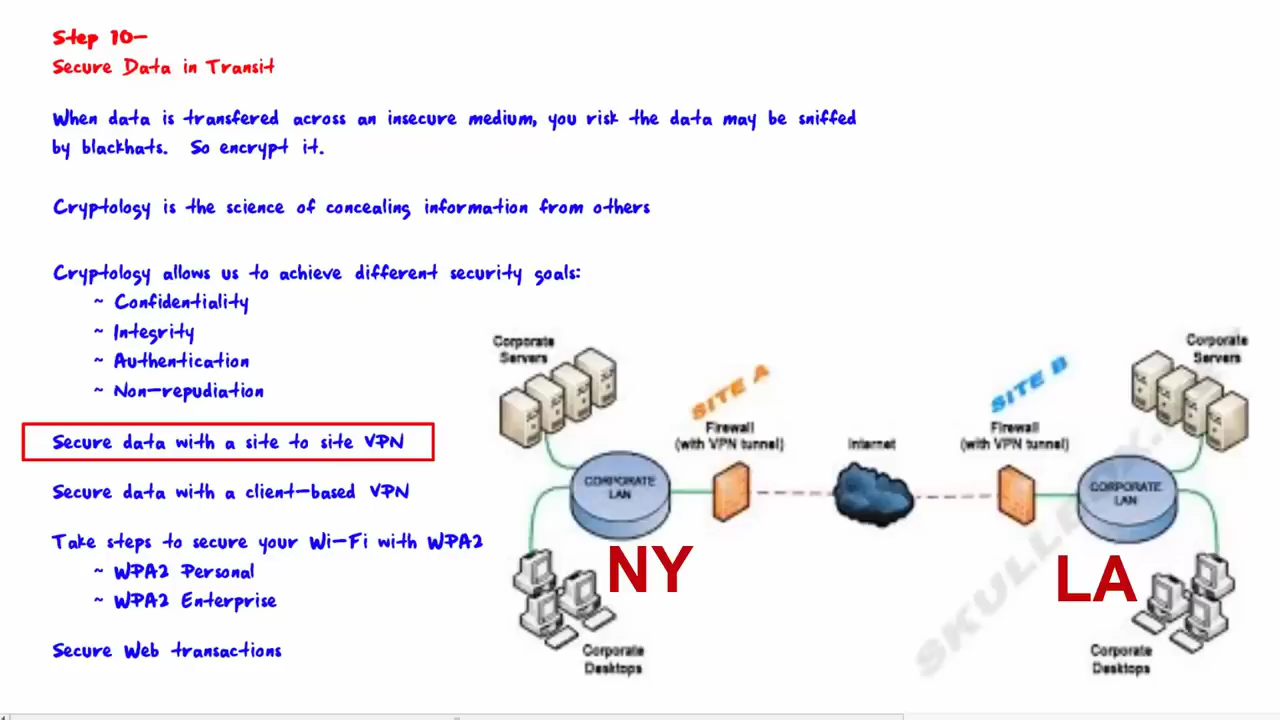 Step 10-
Secure Data in Transit
When data is transfered across an insecure medium, you risk the data may be sniffed
by blackhats. So encrypt it.
Cryptology is the science of concealing information from others
Cryptology allows us to achieve different security goals:
~ Confidentiality
~ Integrity
~ Authentication
~ Non-repudiation
Secure data with a site to site VPN
Secure data with a client-based VPN
Take steps to secure your Wi-Fi with WPA2
~ WPA2 Personal
~ WPA2 Enterprise
Secure Web transactions
Corporate
Servers
SITE A
Firewall
(with VPN tunnel)
CORPORATE
LAN
NY
Corporate
Desktops
Internet
SITE B
Firewall
(with VPN tunnel)
Corporate
Servers
CORPORATE
LAN
LA
Corporate
Desktops